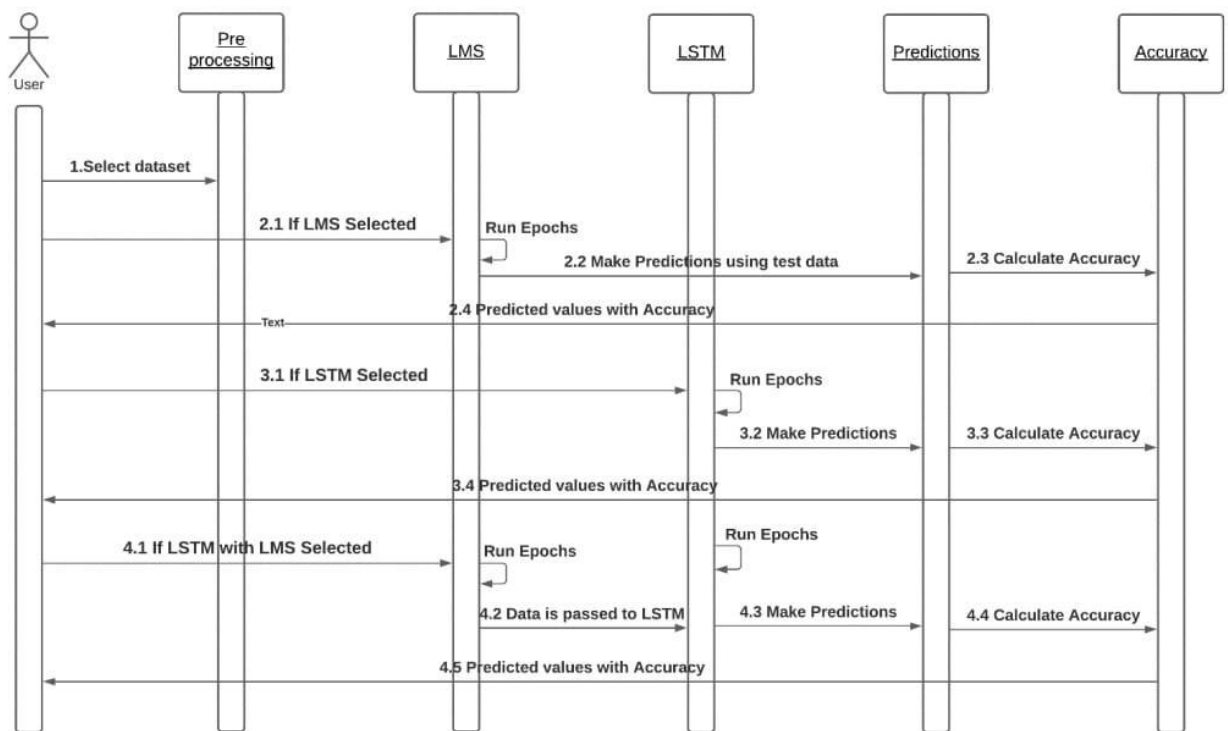 User
Pre
processing
LMS
LSTM
Predictions
Accuracy
1.Select dataset
2.1 If LMS Selected
Run Epochs
2.2 Make Predictions using test data
2.3 Calculate Accuracy
2.4 Predicted values with Accuracy
Text
3.1 If LSTM Selected
Run Epochs
3.2 Make Predictions
3.3 Calculate Accuracy
3.4 Predicted values with Accuracy
4.1 If LSTM with LMS Selected
Run Epochs
Run Epochs
4.2 Data is passed to LSTM
4.3 Make Predictions
4.4 Calculate Accuracy
4.5 Predicted values with Accuracy